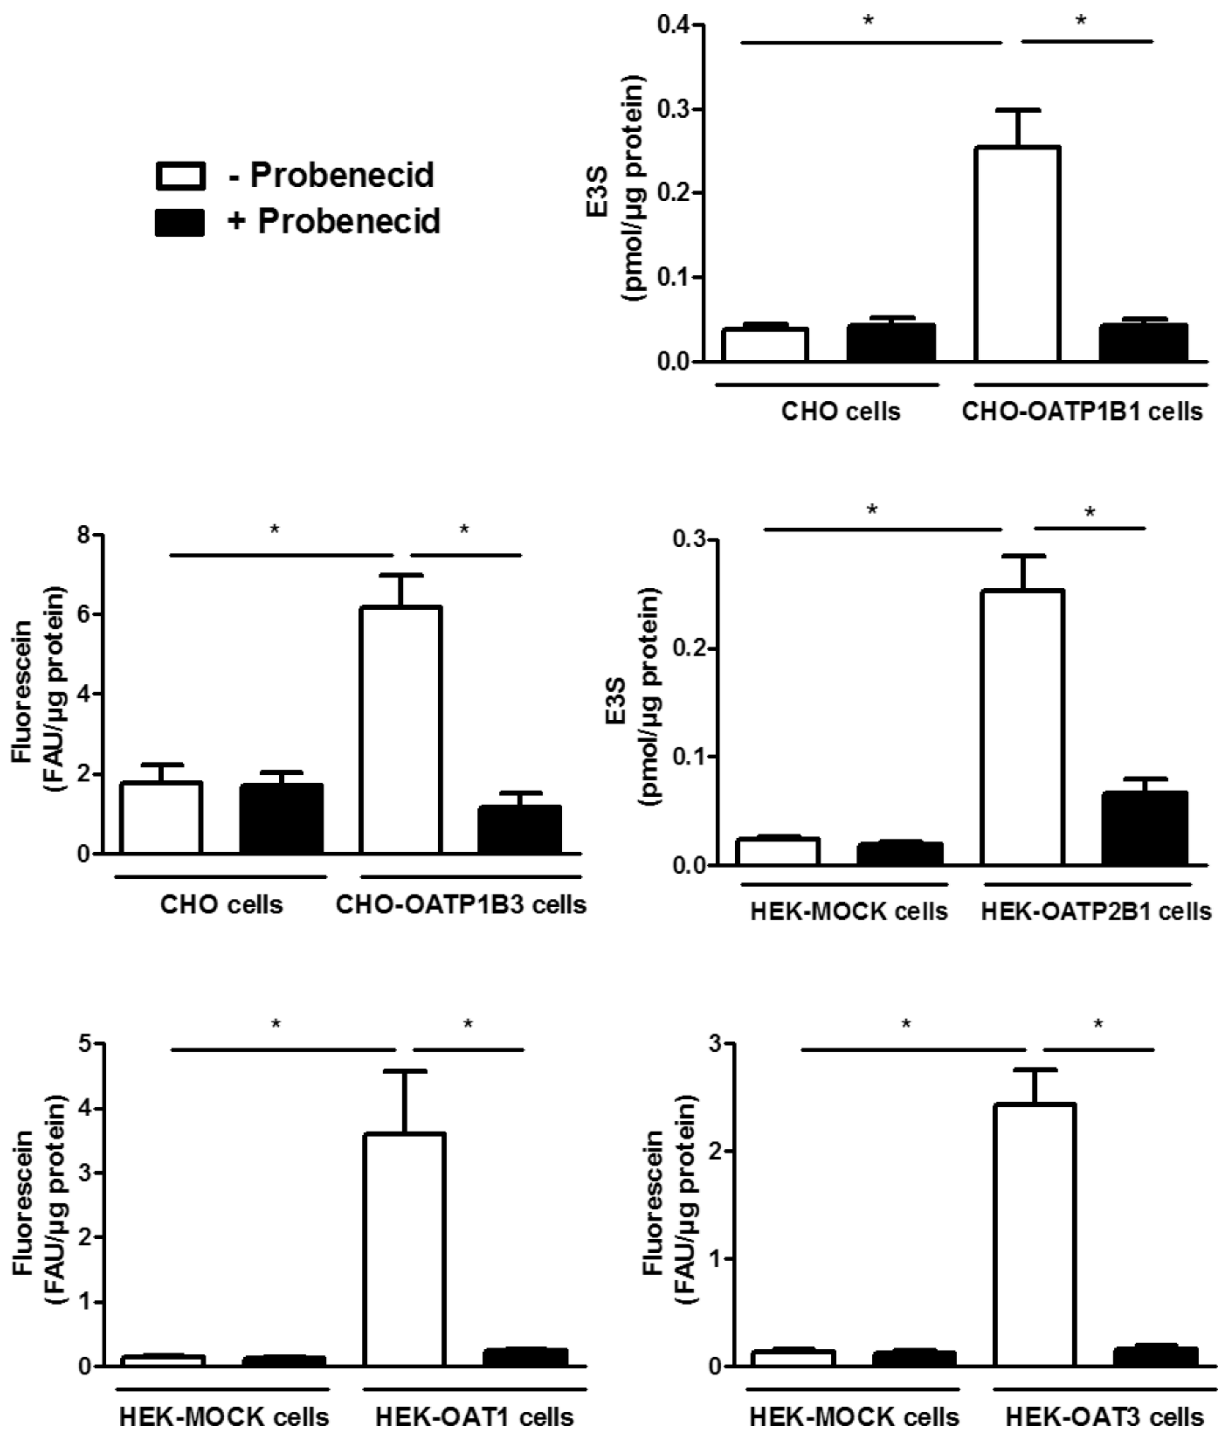 - Probenecid
+ Probenecid
* *
E3S
(pmol/µg protein)
0.4
0.3
0.2
0.1
0.0
CHO cells CHO-OATP1B1 cells
* *
Fluorescein
(FAU/µg protein)
8
6
4
2
0
CHO cells CHO-OATP1B3 cells
* *
E3S
(pmol/µg protein)
0.3
0.2
0.1
0.0
HEK-MOCK cells HEK-OATP2B1 cells
* *
Fluorescein
(FAU/µg protein)
5
4
3
2
1
0
HEK-MOCK cells HEK-OAT1 cells
* *
Fluorescein
(FAU/µg protein)
3
2
1
0
HEK-MOCK cells HEK-OAT3 cells